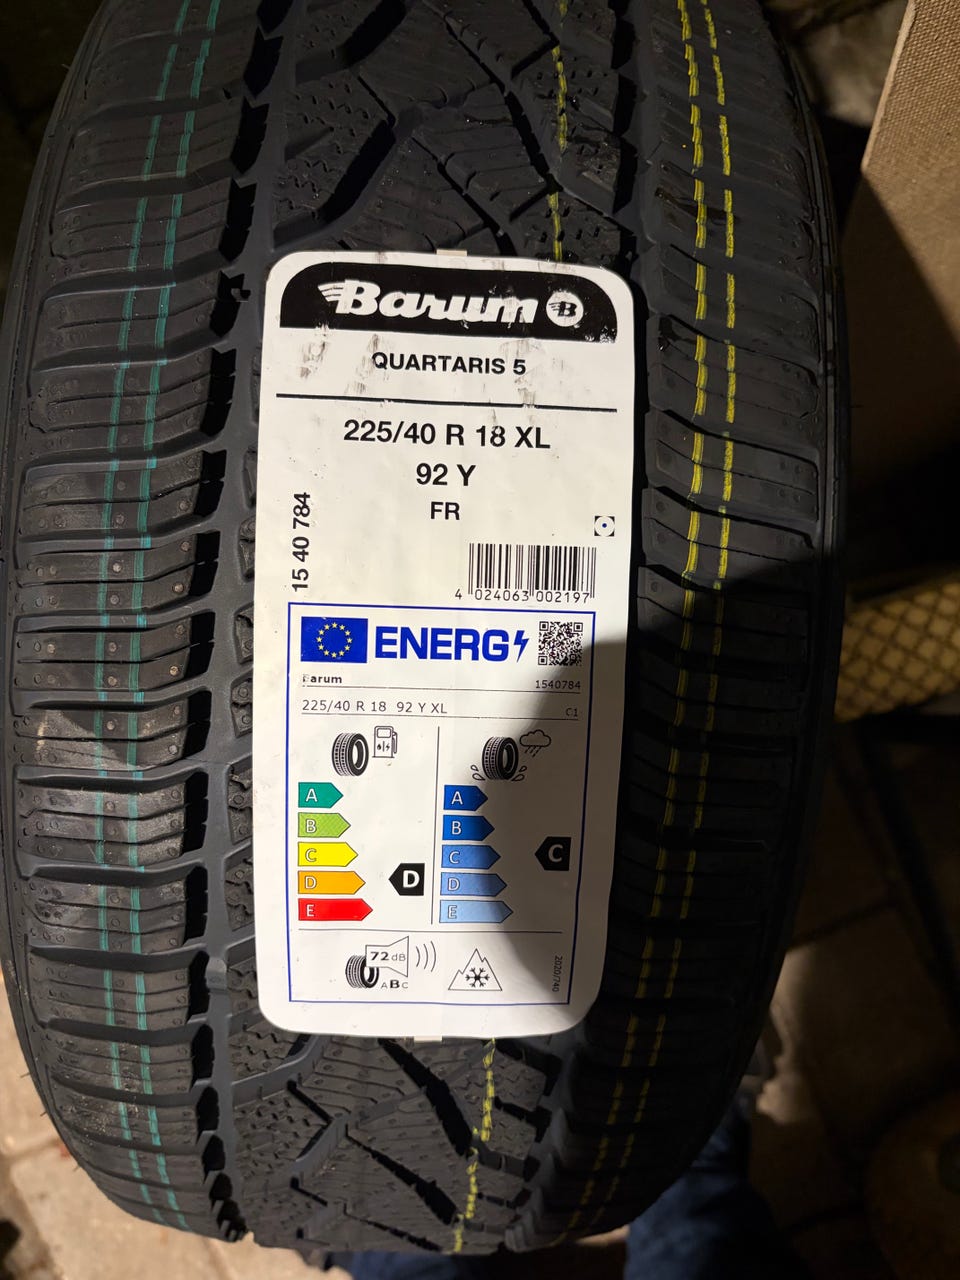 Barum B
QUARTARIS 5
225/40 R 18 XL
92 Y
FR
15 40 784
4 024063 002197
ENERG
Barum
1540784
225/40 R 18 92 Y XL
C1
A
B
C
D
E
D
A
B
C
D
E
C
72 dB
ABC
2020/740